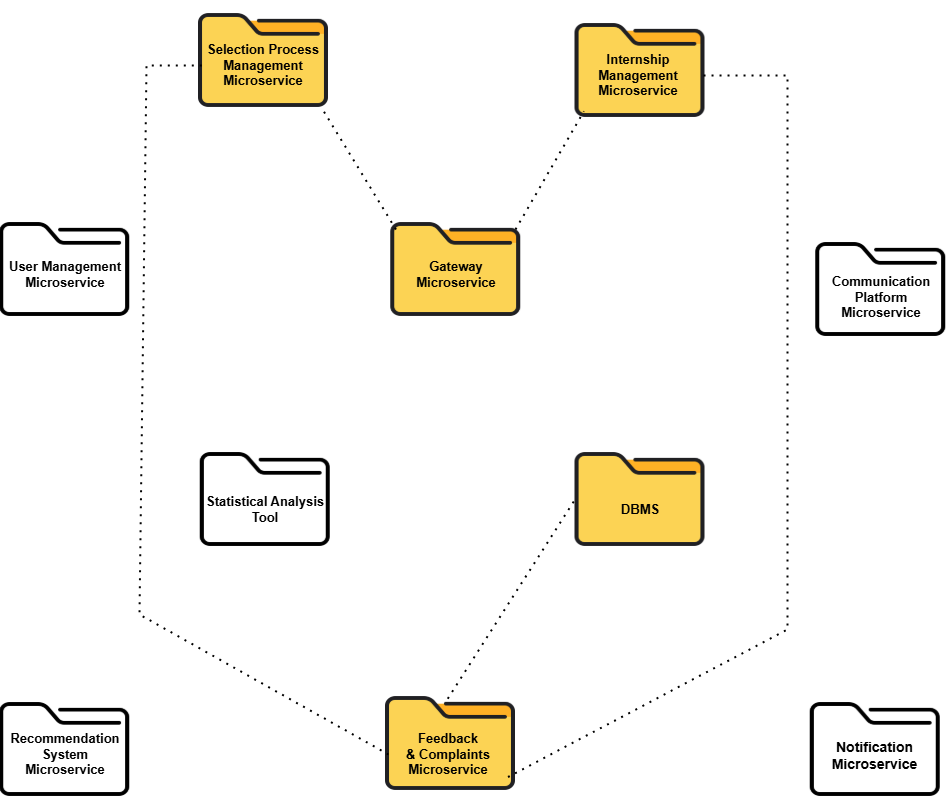 Selection Process
Management
Microservice
Internship
Management
Microservice
User Management
Microservice
Gateway
Microservice
Communication
Platform
Microservice
Statistical Analysis
Tool
DBMS
Recommendation
System
Microservice
Feedback
& Complaints
Microservice
Notification
Microservice